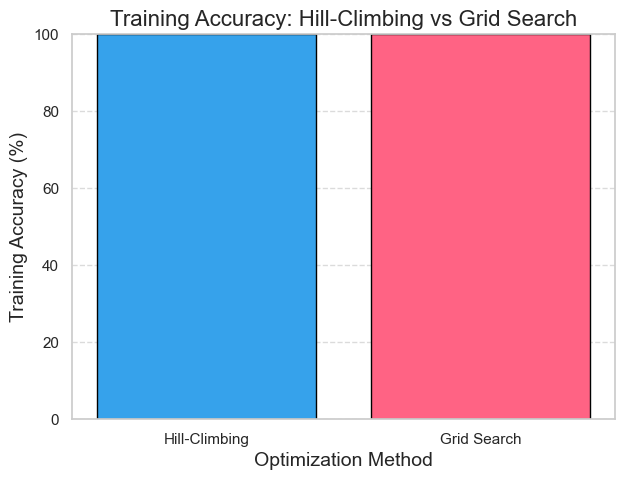 Training Accuracy: Hill-Climbing vs Grid Search
Training Accuracy (%)
100
80
60
40
20
0
Hill-Climbing
Grid Search
Optimization Method